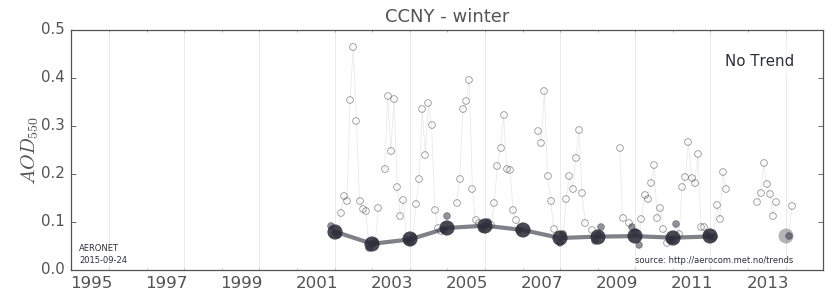 CCNY - winter
0.5
No Trend
0.4
0.3
AOD550
0.2
0.1
AERONET
2015-09-24
source: http://aerocom.met.no/trends
0.0
1995 1997 1999 2001 2003 2005 2007 2009 2011 2013